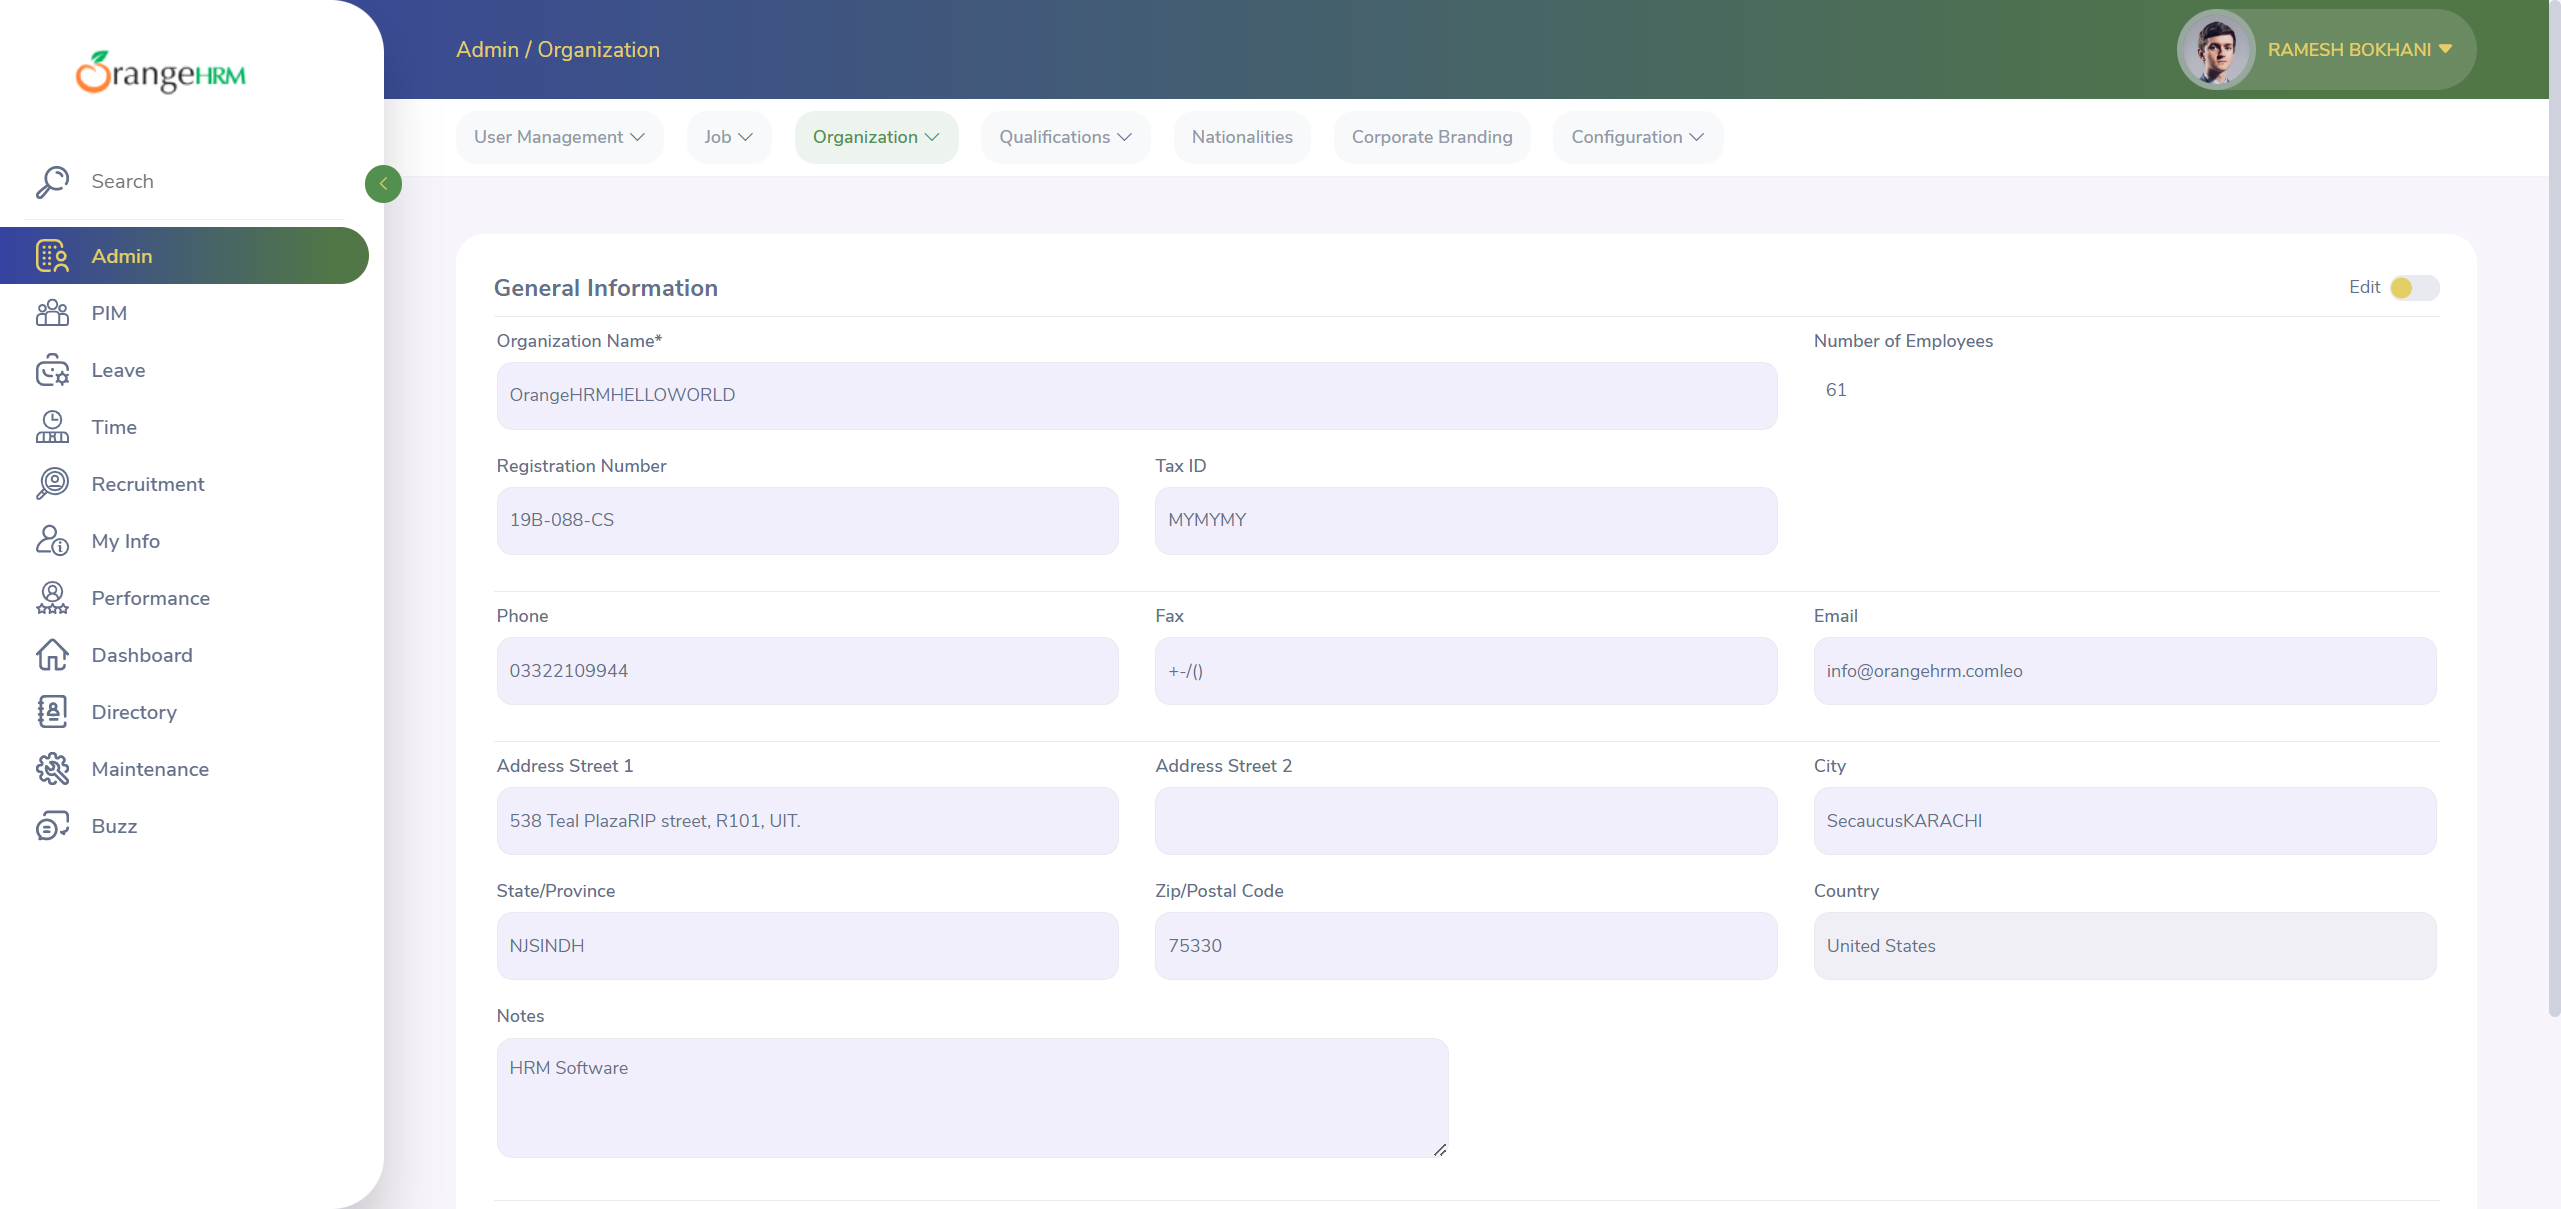 OrangeHRM
Admin / Organization
RAMESH BOKHANI
User Management
Job
Organization
Qualifications
Nationalities
Corporate Branding
Configuration
Search
Admin
PIM
Leave
Time
Recruitment
My Info
Performance
Dashboard
Directory
Maintenance
Buzz
General Information
Edit
Organization Name*
Number of Employees
OrangeHRMHELLOWORLD
61
Registration Number
Tax ID
19B-088-CS
MYMYMY
Phone
Fax
Email
03322109944
+-/()
info@orangehrm.comleo
Address Street 1
Address Street 2
City
538 Teal PlazaRIP street, R101, UIT.
SecaucusKARACHI
State/Province
Zip/Postal Code
Country
NJSINDH
75330
United States
Notes
HRM Software